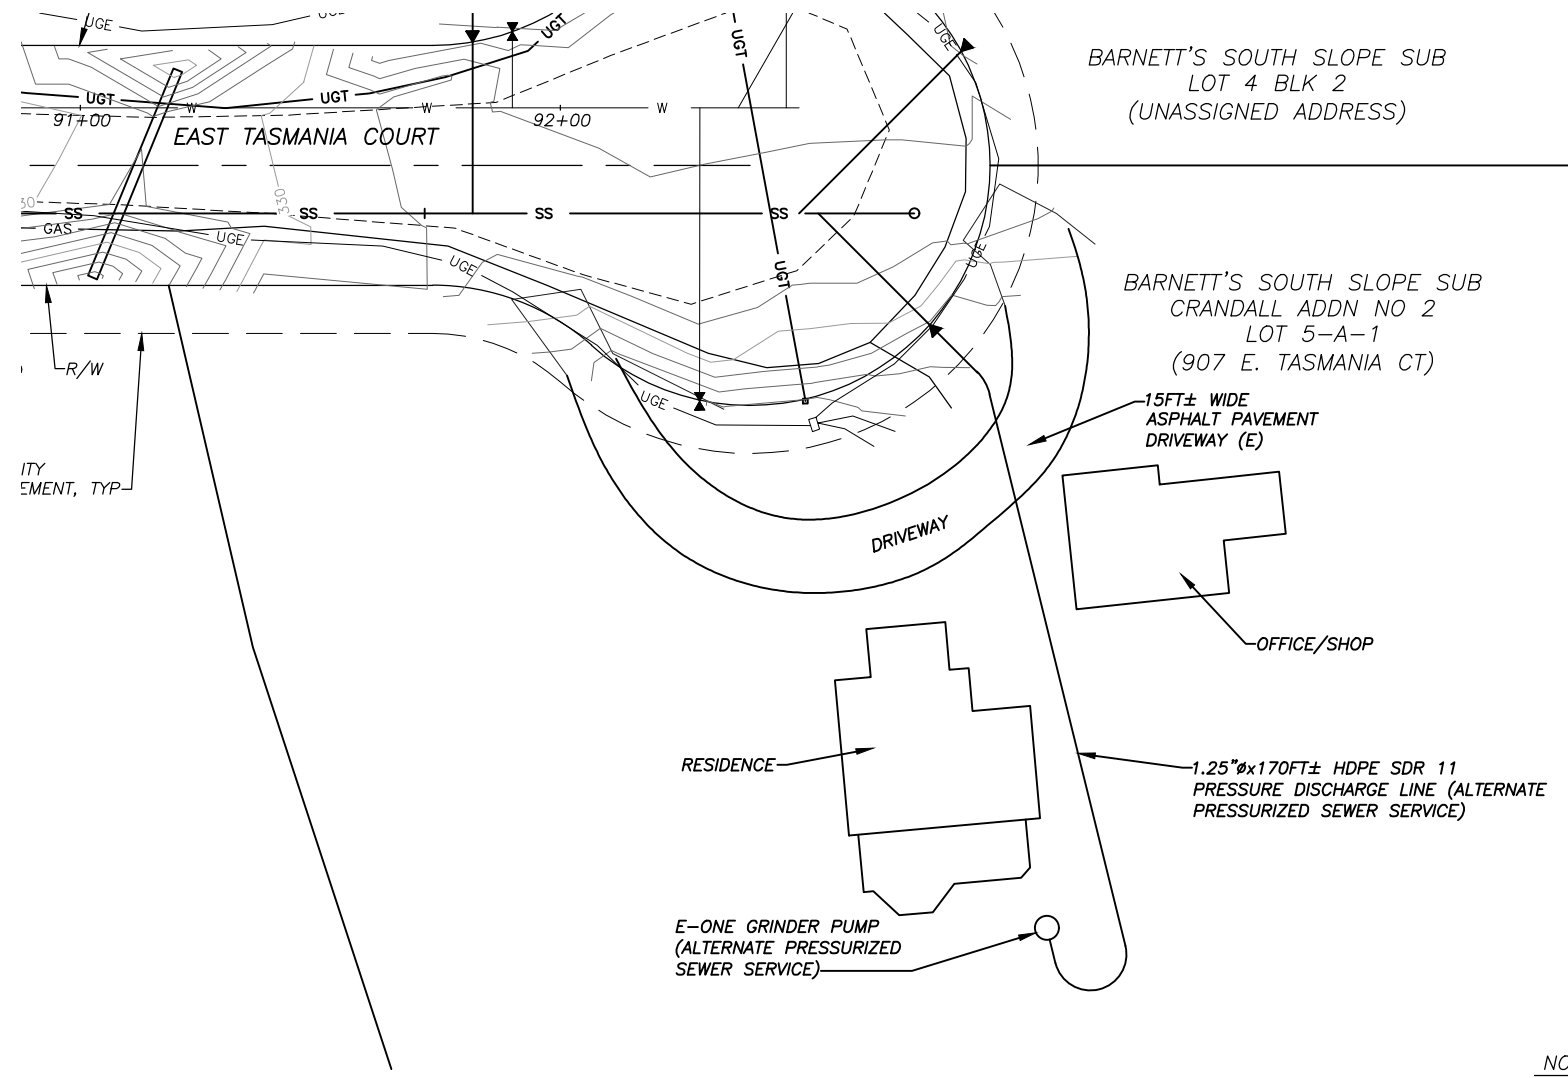 UGE
UGT
UGE
UGT
BARNETT'S SOUTH SLOPE SUB
LOT 4 BLK 2
(UNASSIGNED ADDRESS)
UGT
UGT
W
W
W
91+00
92+00
EAST TASMANIA COURT
330
SS
SS
SS
SS
GAS
UGE
UGE
UGE
UGT
BARNETT'S SOUTH SLOPE SUB
CRANDALL ADDN NO 2
LOT 5-A-1
(907 E. TASMANIA CT)
R/W
UGE
15FT± WIDE
ASPHALT PAVEMENT
DRIVEWAY (E)
ITY
EMENT, TYP
DRIVEWAY
OFFICE/SHOP
RESIDENCE
1.25"øx170FT± HDPE SDR 11
PRESSURE DISCHARGE LINE (ALTERNATE
PRESSURIZED SEWER SERVICE)
E-ONE GRINDER PUMP
(ALTERNATE PRESSURIZED
SEWER SERVICE)